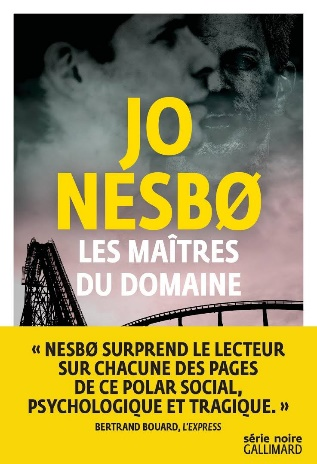 JO
NESBØ
LES MAÎTRES
DU DOMAINE
« NESBØ SURPREND LE LECTEUR
SUR CHACUNE DES PAGES
DE CE POLAR SOCIAL,
PSYCHOLOGIQUE ET TRAGIQUE. »
BERTRAND BOUARD, L'EXPRESS
série noire
GALLIMARD